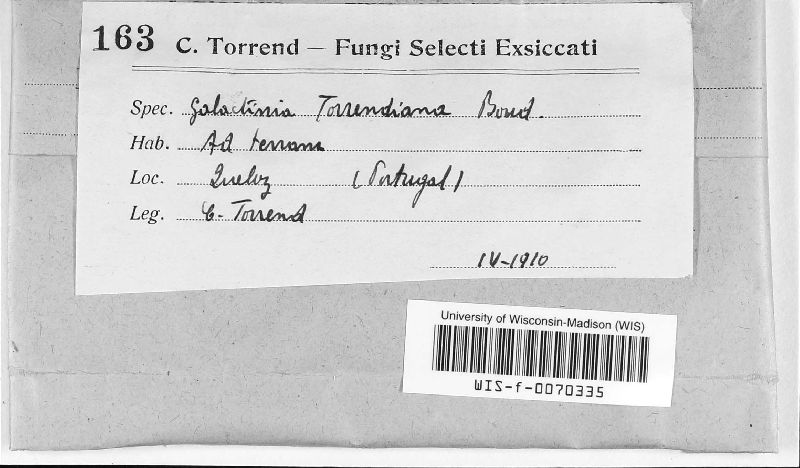 163 C. Torrend — Fungi Selecti Exsiccati
Spec. Galactinia Torrendiana Boud.
Hab. Ad terram
Loc. Queluz (Portugal)
Leg. C. Torrend
IV-1910
University of Wisconsin-Madison (WIS)
WIS-f-0070335